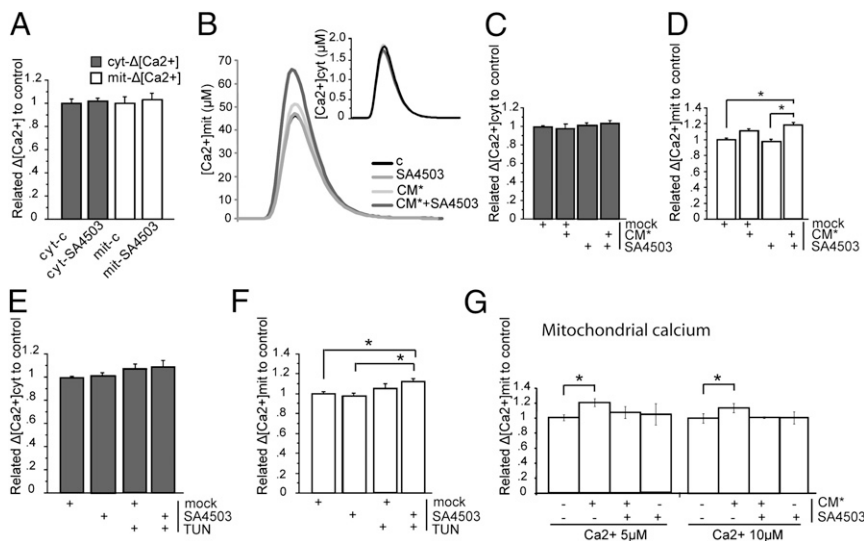 A
cyt-Δ[Ca2+]
mit-Δ[Ca2+]
Related Δ[Ca2+] to control
1.2
1
.8
.6
.4
.2
0
cyt-c
cyt-SA4503
mit-c
mit-SA4503
B
[Ca2+]mit (µM)
70
60
50
40
30
20
10
0
[Ca2+]cyt (µM)
2.0
1.5
1.0
.5
0
c
SA4503
CM*
CM*+SA4503
C
Related Δ[Ca2+]cyt to control
1.2
1
.8
.6
.4
.2
0
+ + mock
+ + CM*
+ + SA4503
D
Related Δ[Ca2+]mit to control
1.4
1.2
1
.8
.6
.4
.2
0
*
*
+ + mock
+ + CM*
+ + SA4503
E
Related Δ[Ca2+]cyt to control
1.2
1
.8
.6
.4
.2
0
+ + mock
+ + SA4503
+ + TUN
F
Related Δ[Ca2+]mit to control
1.4
1.2
1
.8
.6
.4
.2
0
*
*
+ + mock
+ + SA4503
+ + TUN
G
Mitochondrial calcium
Related Δ[Ca2+]mit to control
1.4
1.2
1
.8
.6
.4
.2
0
* *
- + + - - + + - CM*
- - + + - - + + SA4503
Ca2+ 5µM Ca2+ 10µM